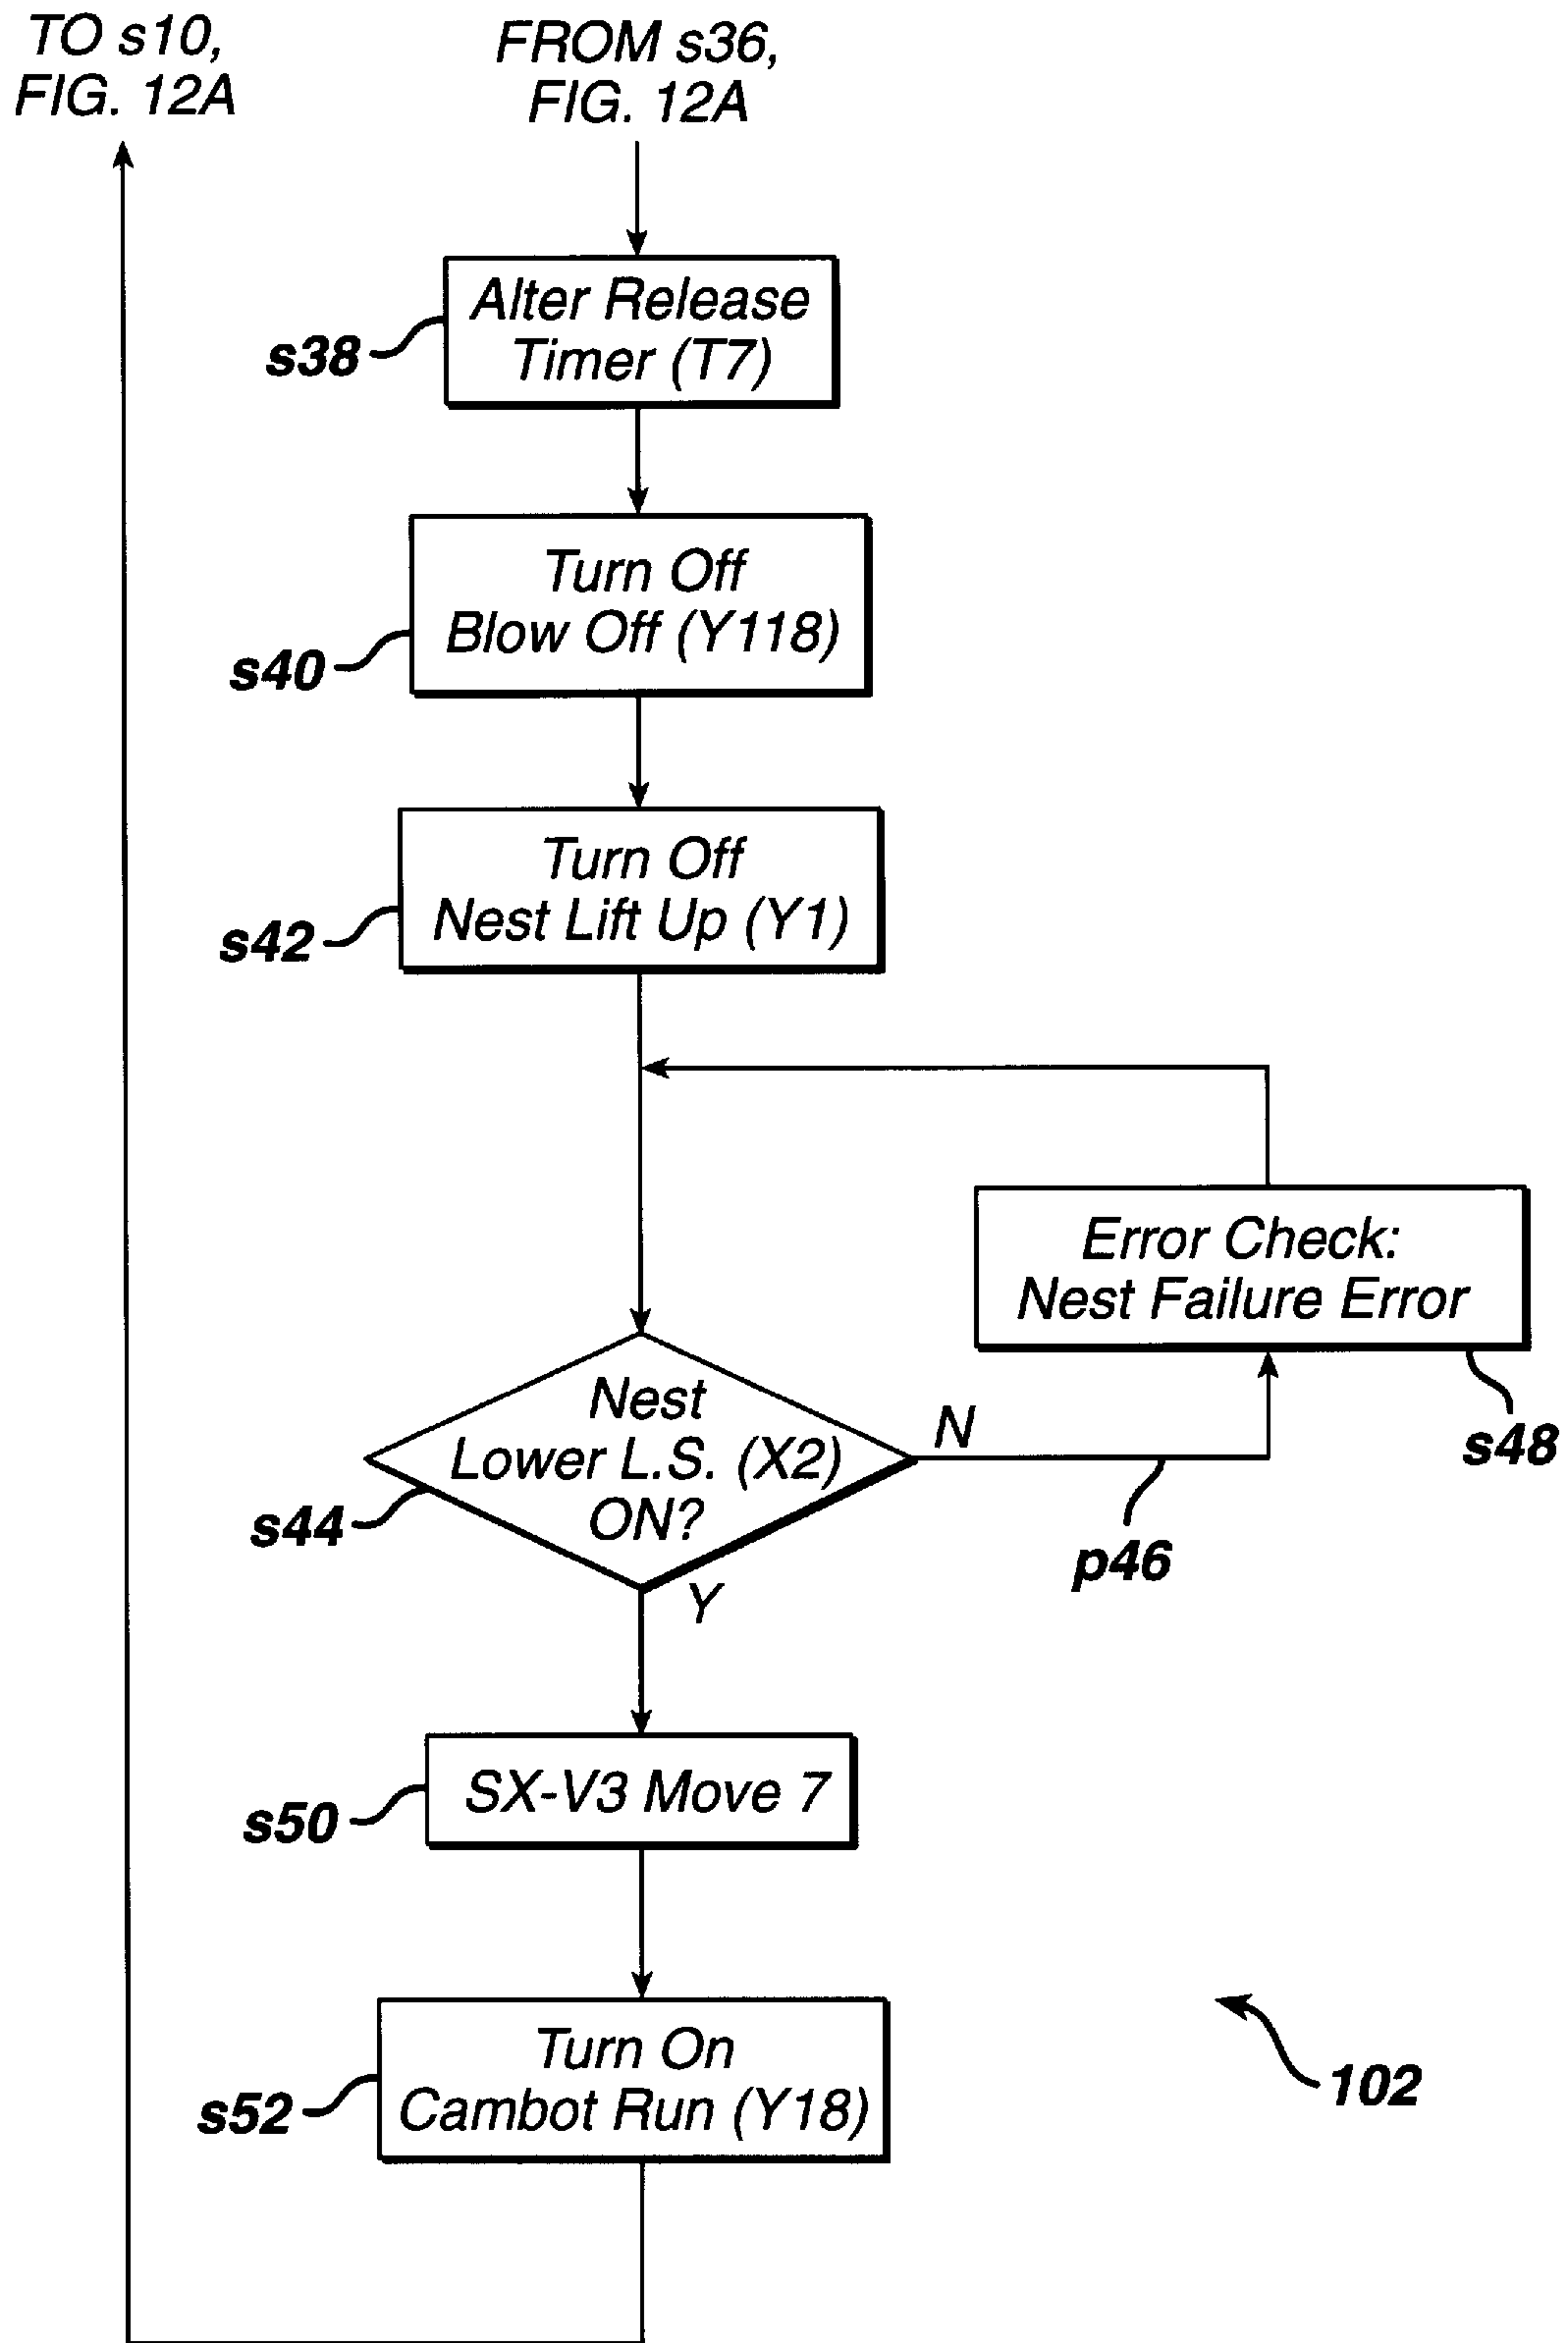 TO s10,
FIG. 12A
FROM s36,
FIG. 12A
Alter Release
Timer (T7)
s38
Turn Off
Blow Off (Y118)
s40
Turn Off
Nest Lift Up (Y1)
s42
Error Check:
Nest Failure Error
s48
Nest
Lower L.S. (X2)
ON?
N
s44
p46
Y
SX-V3 Move 7
s50
Turn On
Cambot Run (Y18)
s52
102